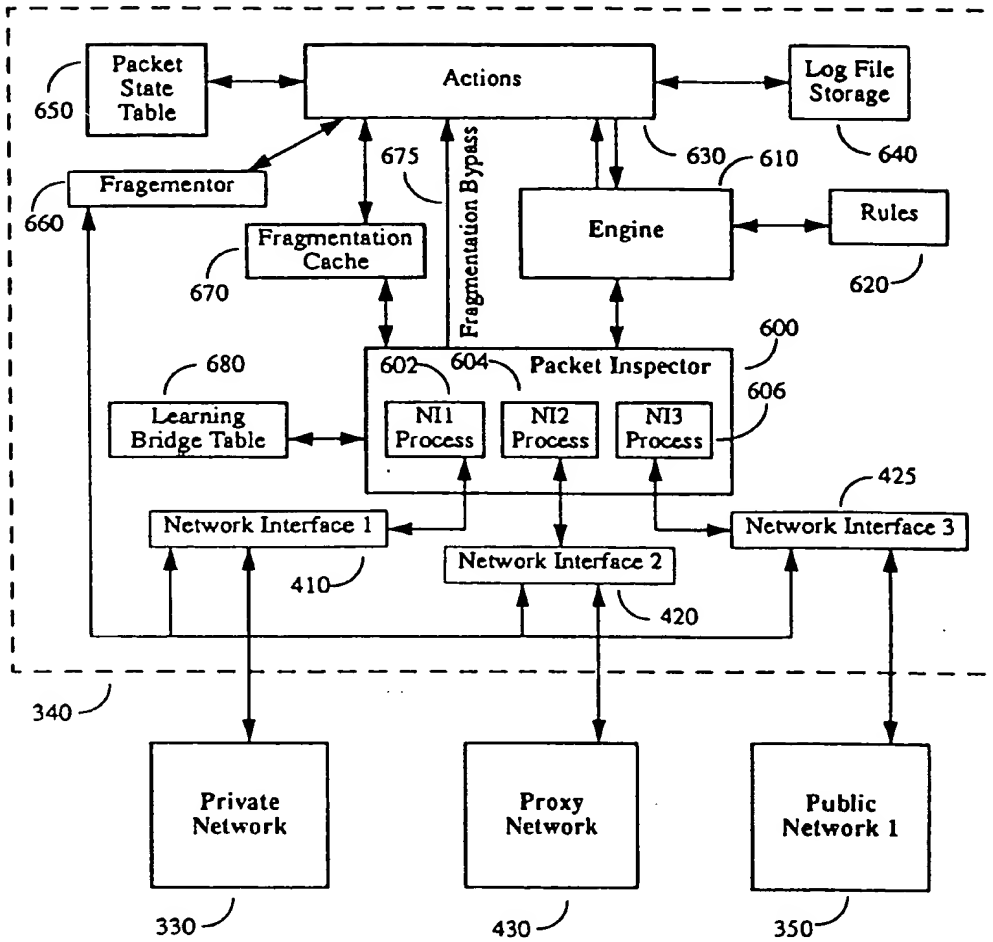 Packet
State
Table
650
Actions
Log File
Storage
640
630
610
675
Fragmentation Bypass
Fragementor
660
Fragmentation
Cache
670
Engine
Rules
620
600
602
604
Packet Inspector
606
680
Learning
Bridge Table
NI1
Process
NI2
Process
NI3
Process
425
Network Interface 1
410
Network Interface 2
420
Network Interface 3
340
Private
Network
330
Proxy
Network
430
Public
Network 1
350